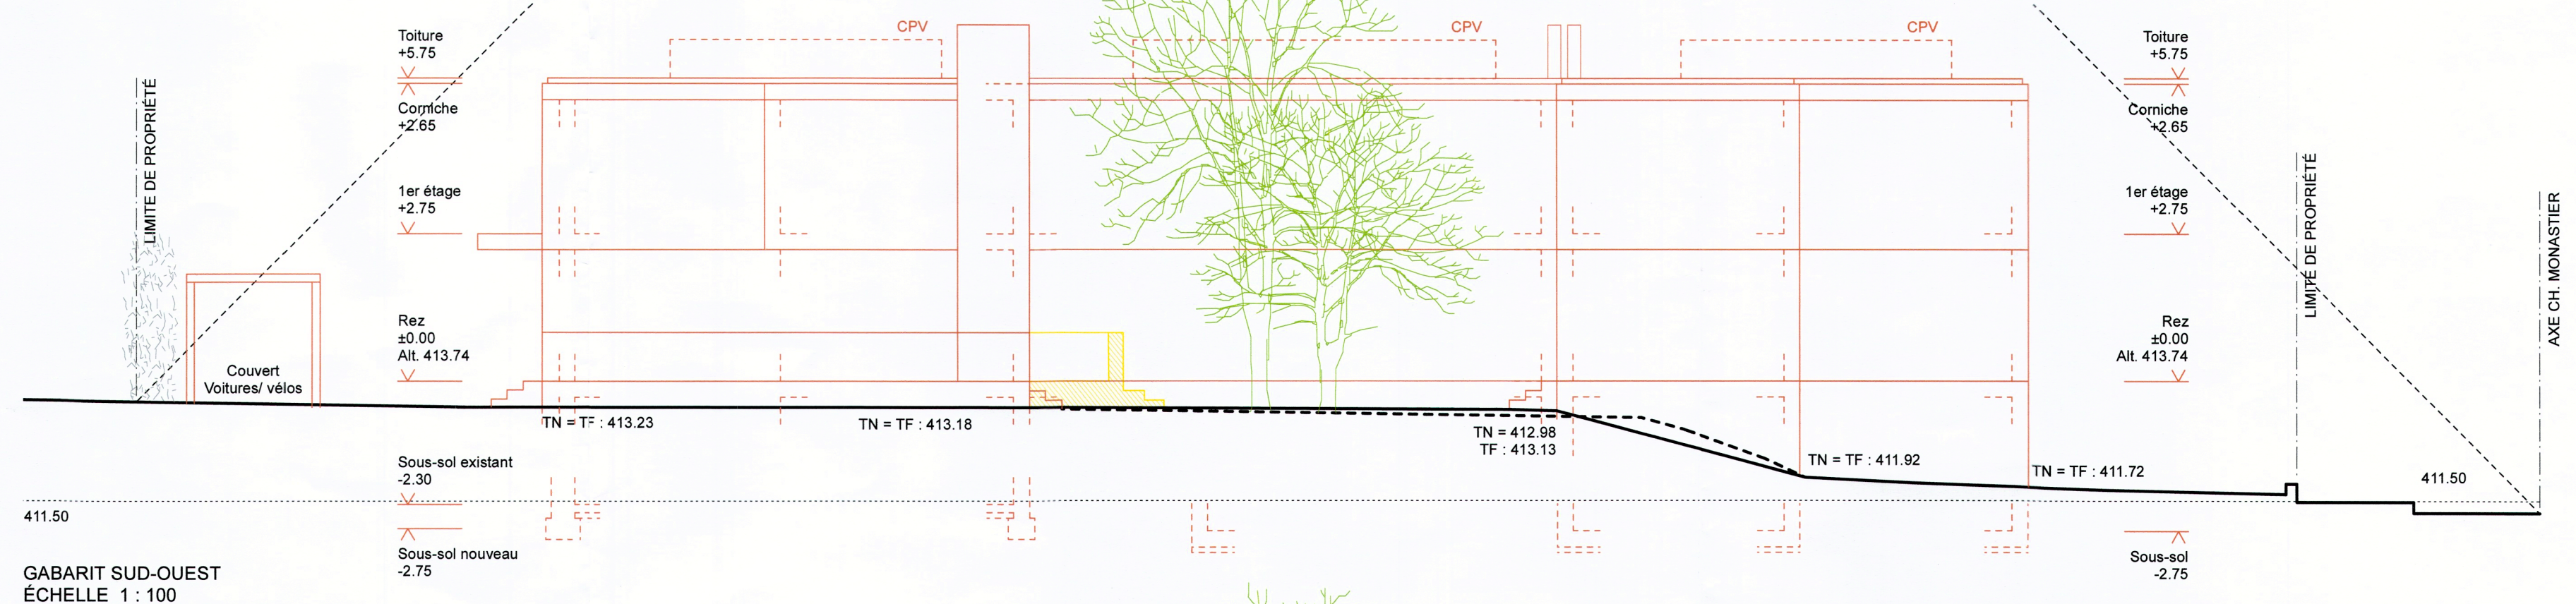 CPV
CPV
CPV
Toiture
+5.75
Toiture
+5.75
LIMITE DE PROPRIÉTÉ
Corniche
+2.65
Corniche
+2.65
1er étage
+2.75
1er étage
+2.75
LIMITE DE PROPRIÉTÉ
AXE CH. MONASTIER
Rez
±0.00
Alt. 413.74
Rez
±0.00
Alt. 413.74
Couvert
Voitures/ vélos
TN = TF : 413.23
TN = TF : 413.18
TN = 412.98
TF : 413.13
TN = TF : 411.92
TN = TF : 411.72
Sous-sol existant
-2.30
411.50
411.50
Sous-sol nouveau
-2.75
Sous-sol
-2.75
GABARIT SUD-OUEST
ÉCHELLE 1 : 100